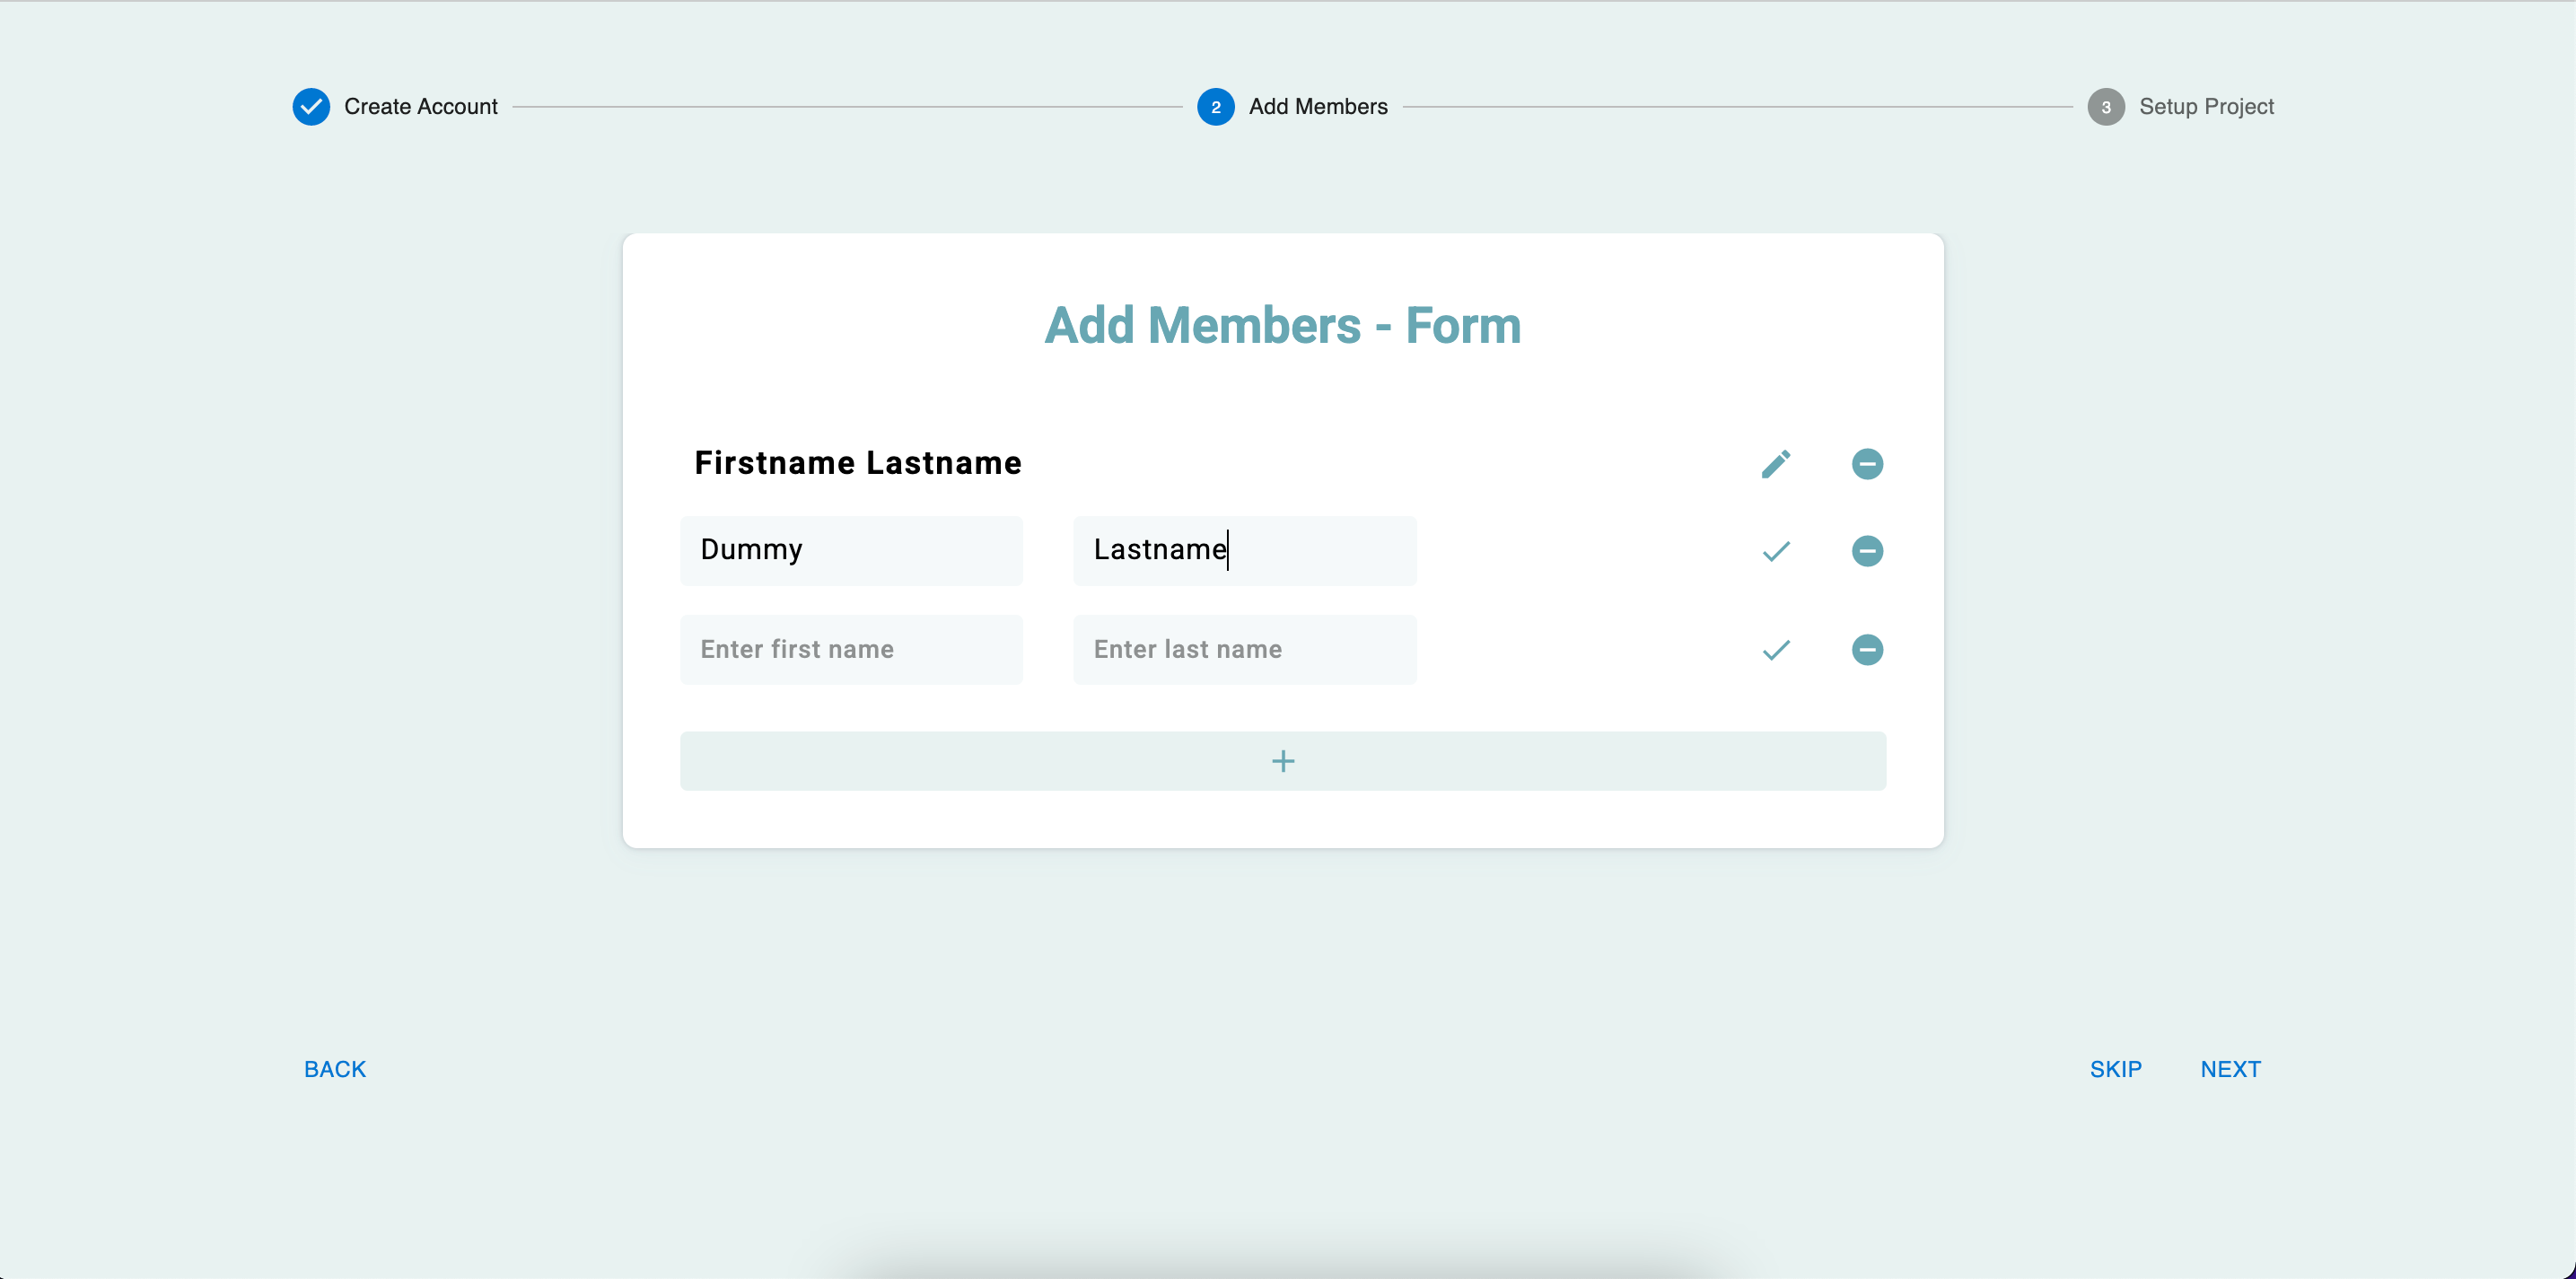 Create Account
2 Add Members
3 Setup Project
Add Members - Form
Firstname Lastname
Dummy Lastname
Enter first name Enter last name
+
BACK SKIP NEXT